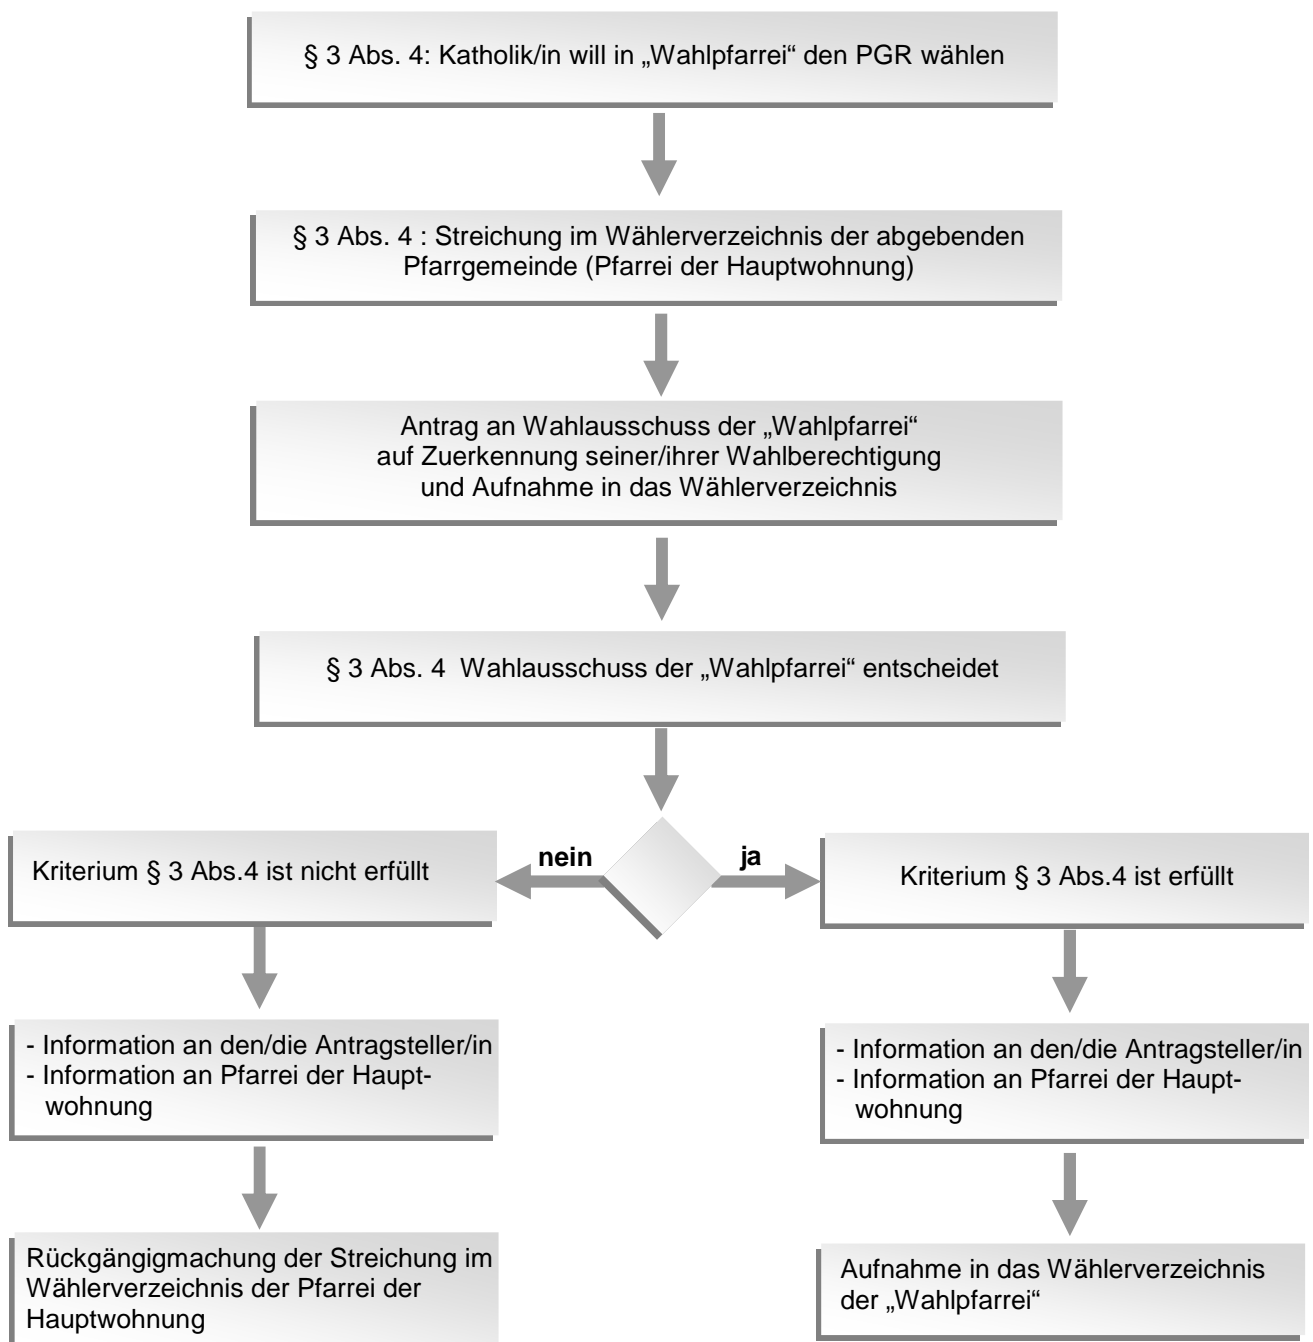 § 3 Abs. 4: Katholik/in will in „Wahlpfarrei“ den PGR wählen
§ 3 Abs. 4 : Streichung im Wählerverzeichnis der abgebenden
Pfarrgemeinde (Pfarrei der Hauptwohnung)
Antrag an Wahlausschuss der „Wahlpfarrei“
auf Zuerkennung seiner/ihrer Wahlberechtigung
und Aufnahme in das Wählerverzeichnis
§ 3 Abs. 4  Wahlausschuss der „Wahlpfarrei“ entscheidet
nein
ja
Kriterium § 3 Abs.4 ist nicht erfüllt
- Information an den/die Antragsteller/in
- Information an Pfarrei der Haupt-
wohnung
Rückgängigmachung der Streichung im
Wählerverzeichnis der Pfarrei der
Hauptwohnung
Kriterium § 3 Abs.4 ist erfüllt
- Information an den/die Antragsteller/in
- Information an Pfarrei der Haupt-
wohnung
Aufnahme in das Wählerverzeichnis
der „Wahlpfarrei“